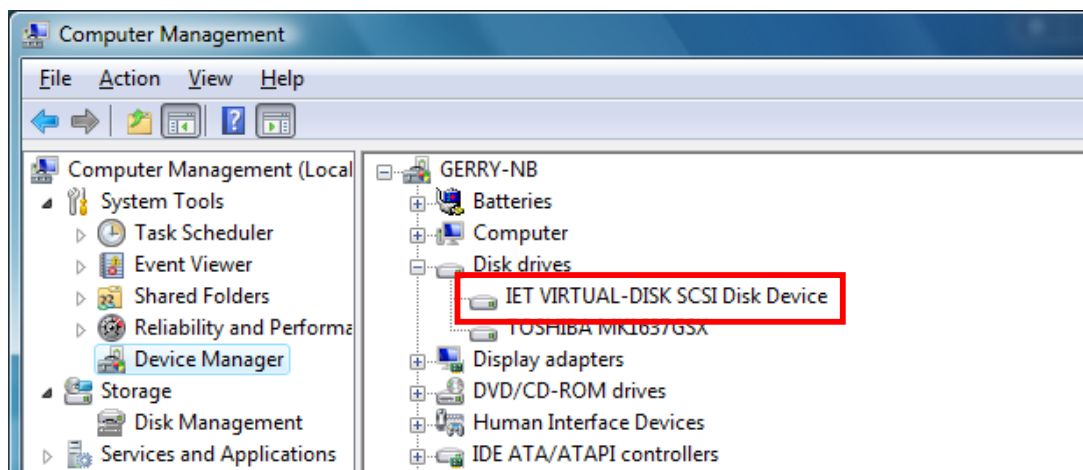 Computer Management
File Action View Help
Computer Management (Local
System Tools
Task Scheduler
Event Viewer
Shared Folders
Reliability and Performa
Device Manager
Storage
Disk Management
Services and Applications
GERRY-NB
Batteries
Computer
Disk drives
IET VIRTUAL-DISK SCSI Disk Device
TOSHIBA MK1637GSX
Display adapters
DVD/CD-ROM drives
Human Interface Devices
IDE ATA/ATAPI controllers